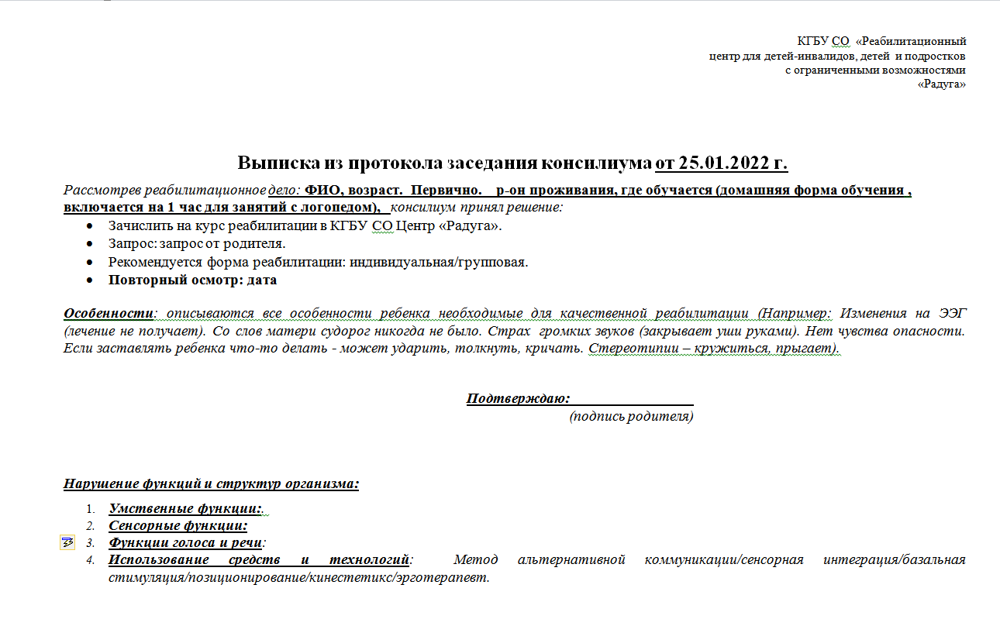 КГБУ СО «Реабилитационный
центр для детей-инвалидов, детей и подростков
с ограниченными возможностями
«Радуга»
Выписка из протокола заседания консилиума от 25.01.2022 г.
Рассмотрев реабилитационное дело: ФИО, возраст. Первично. р-он проживания, где обучается (домашняя форма обучения ,
включается на 1 час для занятий с логопедом), консилиум принял решение:
• Зачислить на курс реабилитации в КГБУ СО Центр «Радуга».
• Запрос: запрос от родителя.
• Рекомендуется форма реабилитации: индивидуальная/групповая.
• Повторный осмотр: дата
Особенности: описываются все особенности ребенка необходимые для качественной реабилитации (Например: Изменения на ЭЭГ
(лечение не получает). Со слов матери судорог никогда не было. Страх громких звуков (закрывает уши руками). Нет чувства опасности.
Если заставлять ребенка что-то делать - может ударить, толкнуть, кричать. Стереотипии – кружиться, прыгает).
Подтверждаю:
(подпись родителя)
Нарушение функций и структур организма:
1. Умственные функции:.
2. Сенсорные функции:
3. Функции голоса и речи:
4. Использование средств и технологий: Метод альтернативной коммуникации/сенсорная интеграция/базальная
стимуляция/позиционирование/кинестетикс/эрготерапевт.